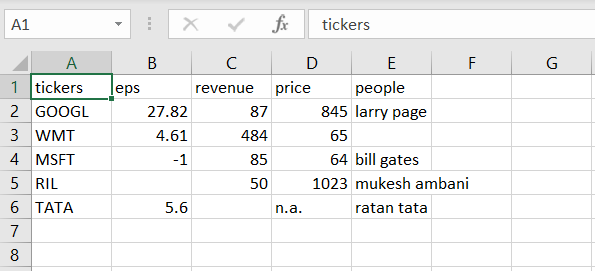 A1 fx tickers
A B C D E F G
1 tickers eps revenue price people
2 GOOGL 27.82 87 845 larry page
3 WMT 4.61 484 65
4 MSFT -1 85 64 bill gates
5 RIL 50 1023 mukesh ambani
6 TATA 5.6 n.a. ratan tata
7
8